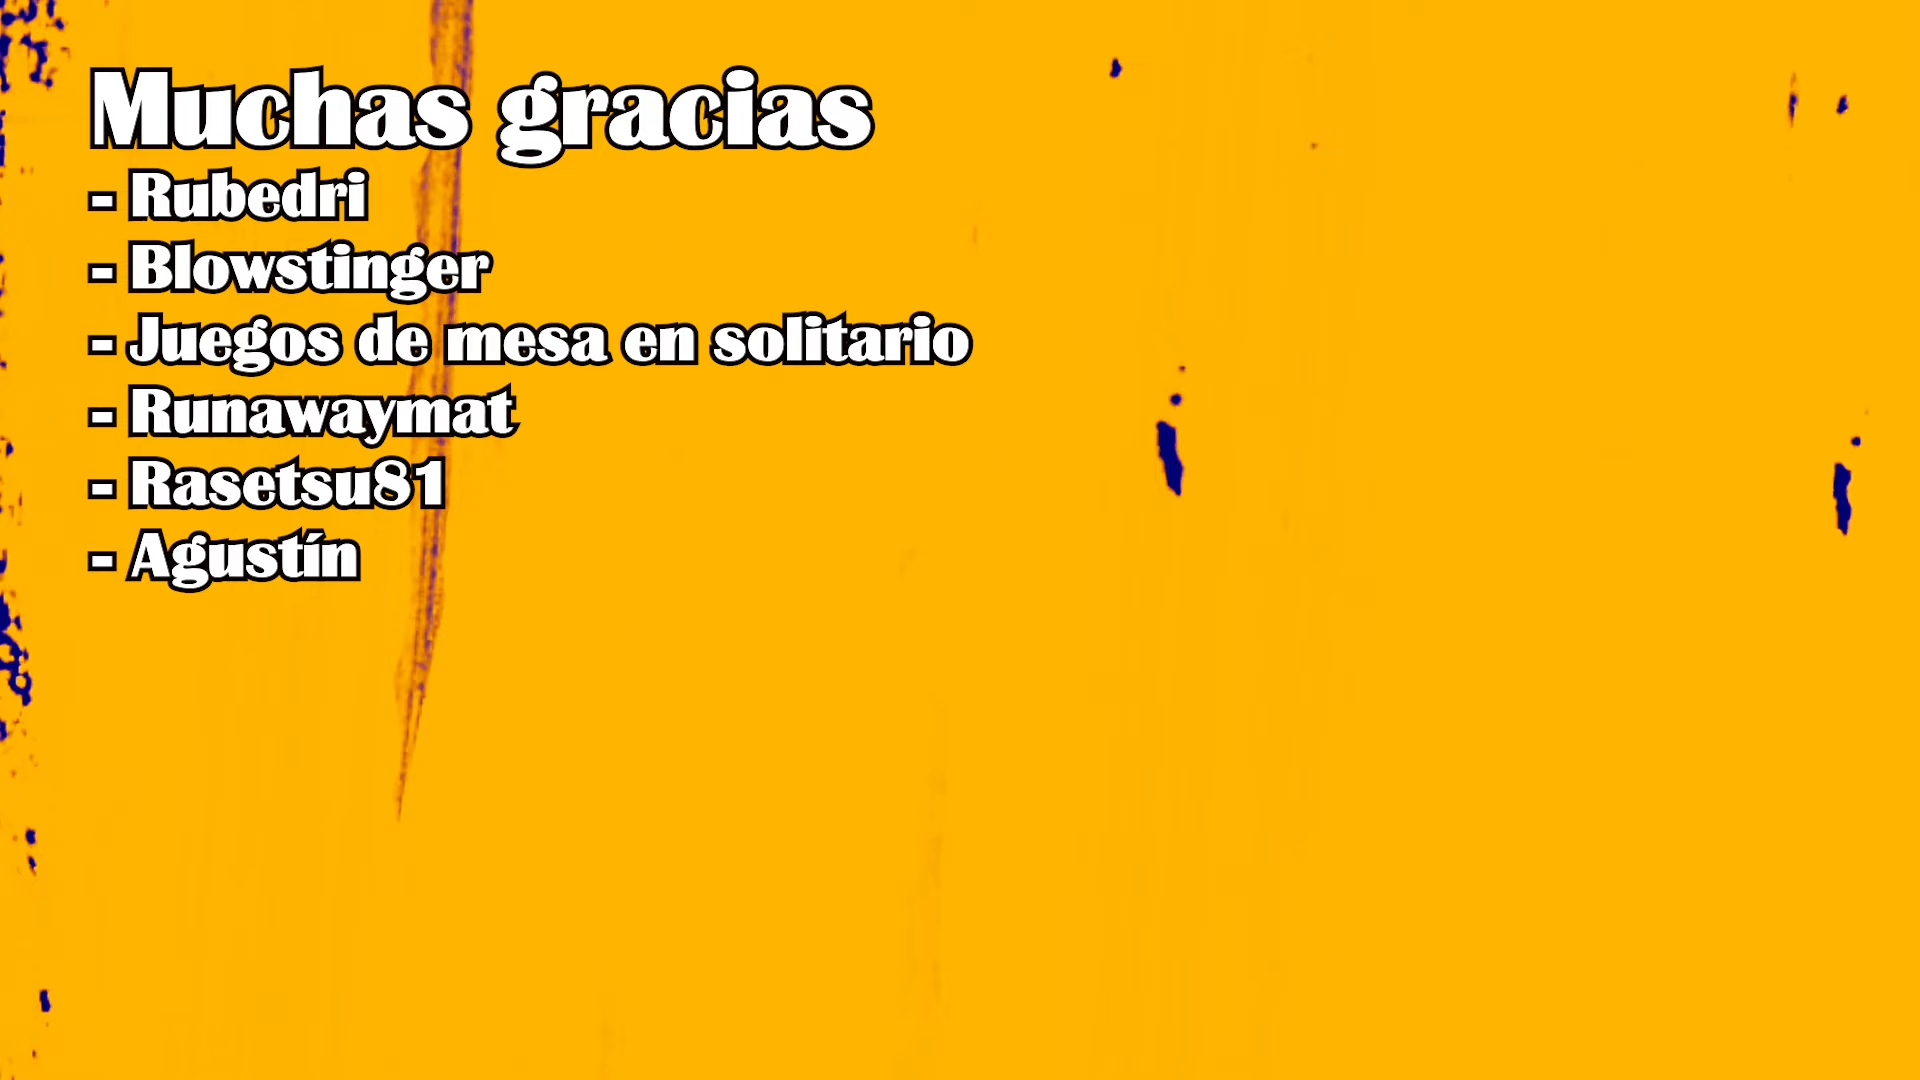 Muchas gracias
- Rubedri
- Blowstinger
- Juegos de mesa en solitario
- Runawaymat
- Rasetsu81
- Agustín